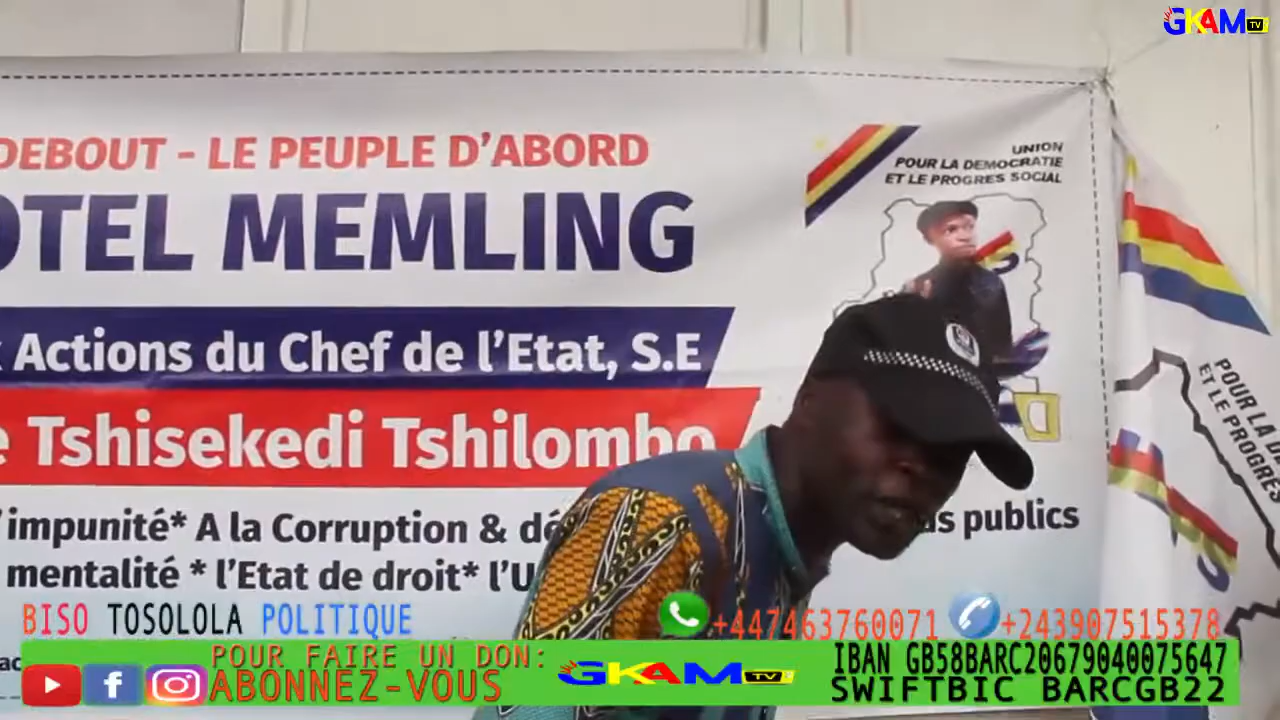 GKAM TV
DEBOUT - LE PEUPLE D'ABORD
OTEL MEMLING
Actions du Chef de l'Etat, S.E
e Tshisekedi Tshilombo
impunité* A la Corruption & dé
publics
mentalité * l'Etat de droit* l'U
UNION
POUR LA DEMOCRATIE
ET LE PROGRES SOCIAL
POUR LA DE
ET LE PROGRES
BISO TOSOLOLA POLITIQUE
+447463760071
+243907515378
POUR FAIRE UN DON:
ABONNEZ-VOUS
GKAM TV
IBAN GB58BARC20679040075647
SWIFTBIC BARCGB22